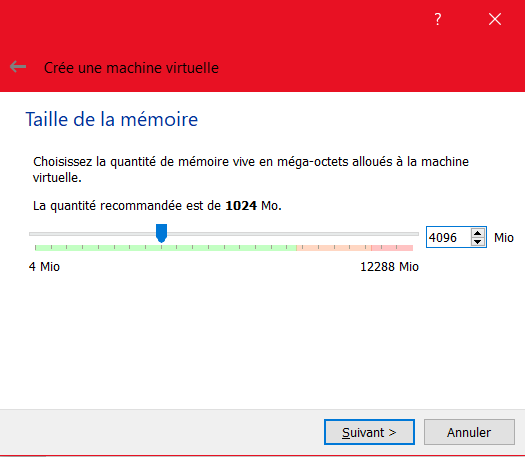 ?
Crée une machine virtuelle
Taille de la mémoire
Choisissez la quantité de mémoire vive en méga-octets alloués à la machine
virtuelle.
La quantité recommandée est de 1024 Mo.
4096 Mio
4 Mio 12288 Mio
Suivant > Annuler